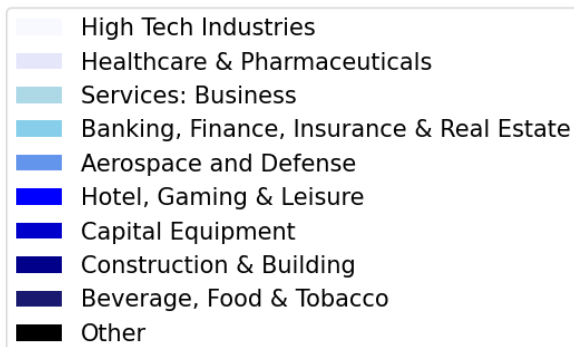 High Tech Industries
Healthcare & Pharmaceuticals
Services: Business
Banking, Finance, Insurance & Real Estate
Aerospace and Defense
Hotel, Gaming & Leisure
Capital Equipment
Construction & Building
Beverage, Food & Tobacco
Other